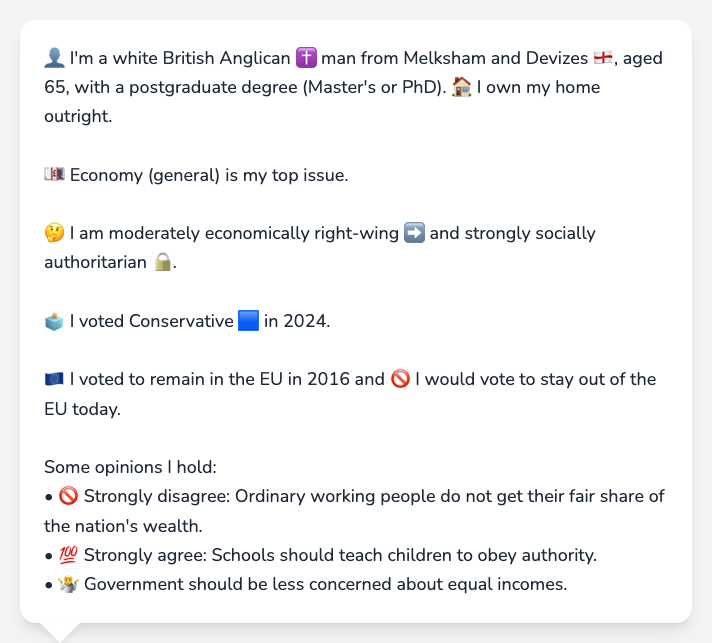 👤 I'm a white British Anglican ✝️ man from Melksham and Devizes 🏴󠁧󠁢󠁥󠁮󠁧󠁿, aged
65, with a postgraduate degree (Master's or PhD). 🏠 I own my home
outright.
💷 Economy (general) is my top issue.
🤔 I am moderately economically right-wing ➡️ and strongly socially
authoritarian 🔒.
🗳️ I voted Conservative 🟦 in 2024.
🇪🇺 I voted to remain in the EU in 2016 and 🚫 I would vote to stay out of the
EU today.
Some opinions I hold:
• 🚫 Strongly disagree: Ordinary working people do not get their fair share of
the nation's wealth.
• 💯 Strongly agree: Schools should teach children to obey authority.
• 🤷 Government should be less concerned about equal incomes.